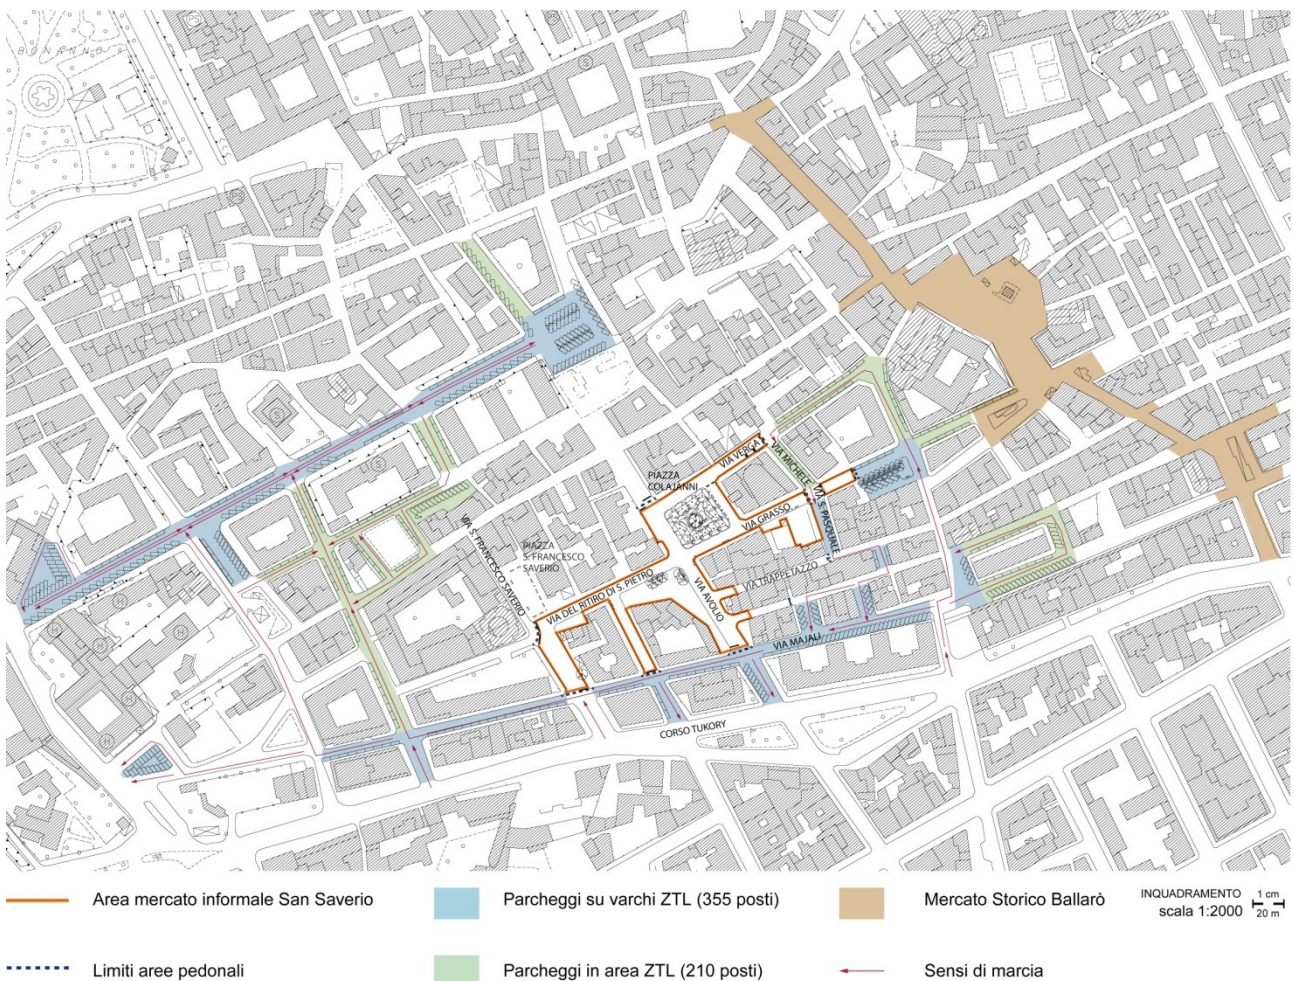 BONANNO
PS
S
S
PS
S
S
VIA VERGA
VIA MICHELE
PIAZZA
COLAJANNI
VIA GRASSO
VIA S. PASQUALE
VIA S. FRANCESCO SAVERIO
PIAZZA
S. FRANCESCO
SAVERIO
VIA DEL RITIRO DI S. PIETRO
VIA TRAPPETAZZO
VIA AVOLIO
VIA MAJALI
CORSO TUKORY
H
H
H
H
H
Area mercato informale San Saverio
Parcheggi su varchi ZTL (355 posti)
Mercato Storico Ballarò
INQUADRAMENTO
scala 1:2000
1 cm
20 m
Limiti aree pedonali
Parcheggi in area ZTL (210 posti)
Sensi di marcia